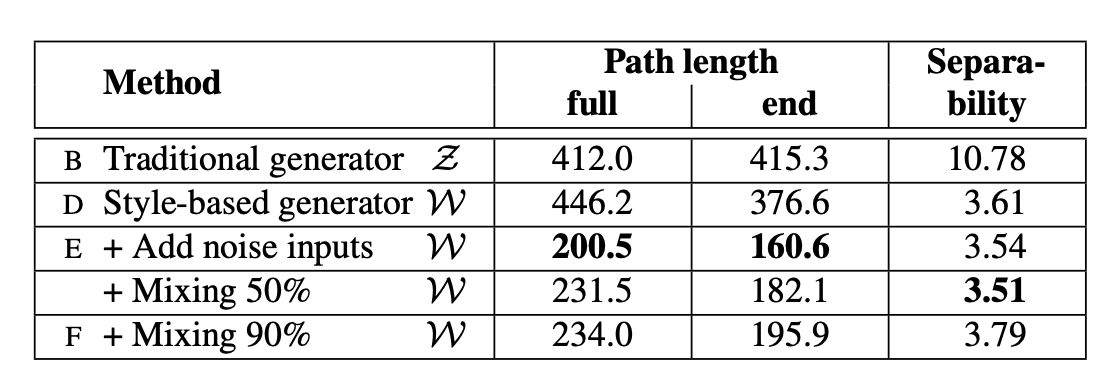 Method Path length Separa-
full end bility
B Traditional generator 𝒵 412.0 415.3 10.78
D Style-based generator 𝒲 446.2 376.6 3.61
E + Add noise inputs 𝒲 200.5 160.6 3.54
+ Mixing 50% 𝒲 231.5 182.1 3.51
F + Mixing 90% 𝒲 234.0 195.9 3.79